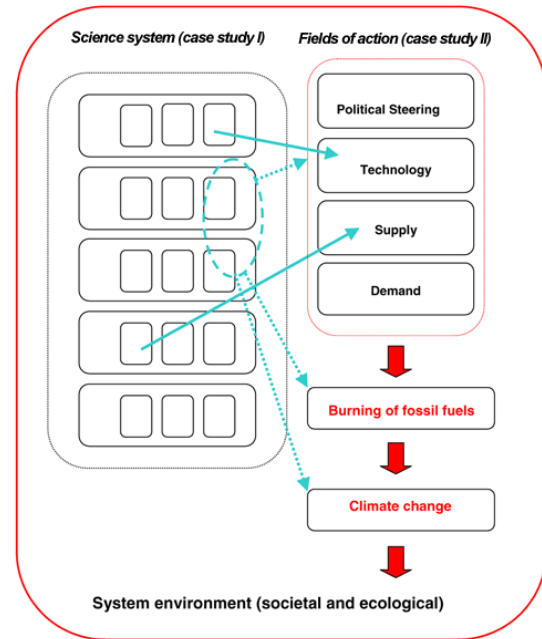 Science system (case study I)
Fields of action (case study II)
Political Steering
Technology
Supply
Demand
Burning of fossil fuels
Climate change
System environment (societal and ecological)